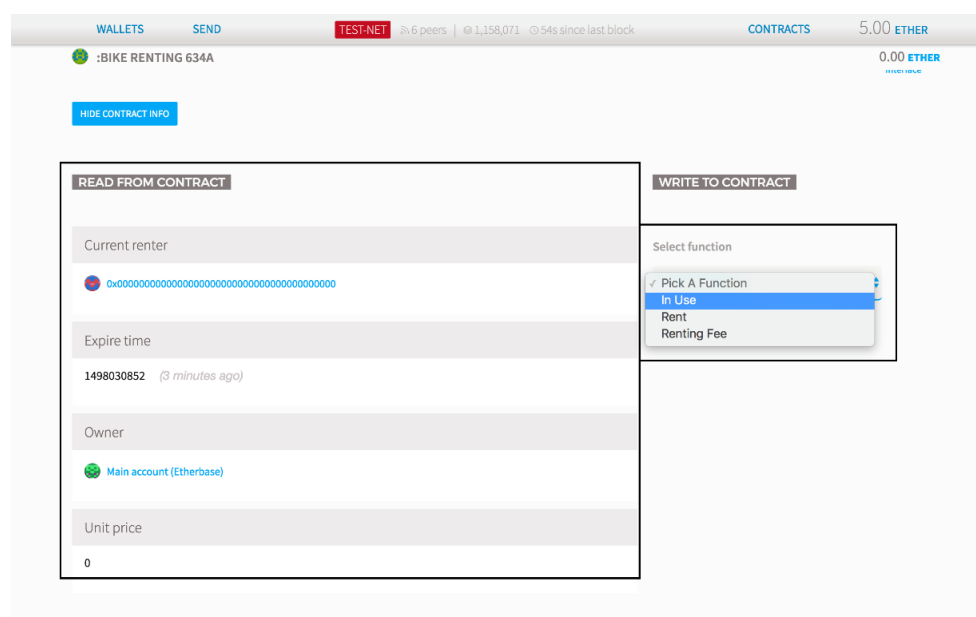 WALLETS SEND TEST-NET 6 peers | 1,158,071 54s since last block CONTRACTS 5.00 ETHER
:BIKE RENTING 634A 0.00 ETHER
Interface
HIDE CONTRACT INFO
READ FROM CONTRACT
Current renter
0x0000000000000000000000000000000000000000
Expire time
1498030852 (3 minutes ago)
Owner
Main account (Etherbase)
Unit price
0
WRITE TO CONTRACT
Select function
✓ Pick A Function
In Use
Rent
Renting Fee